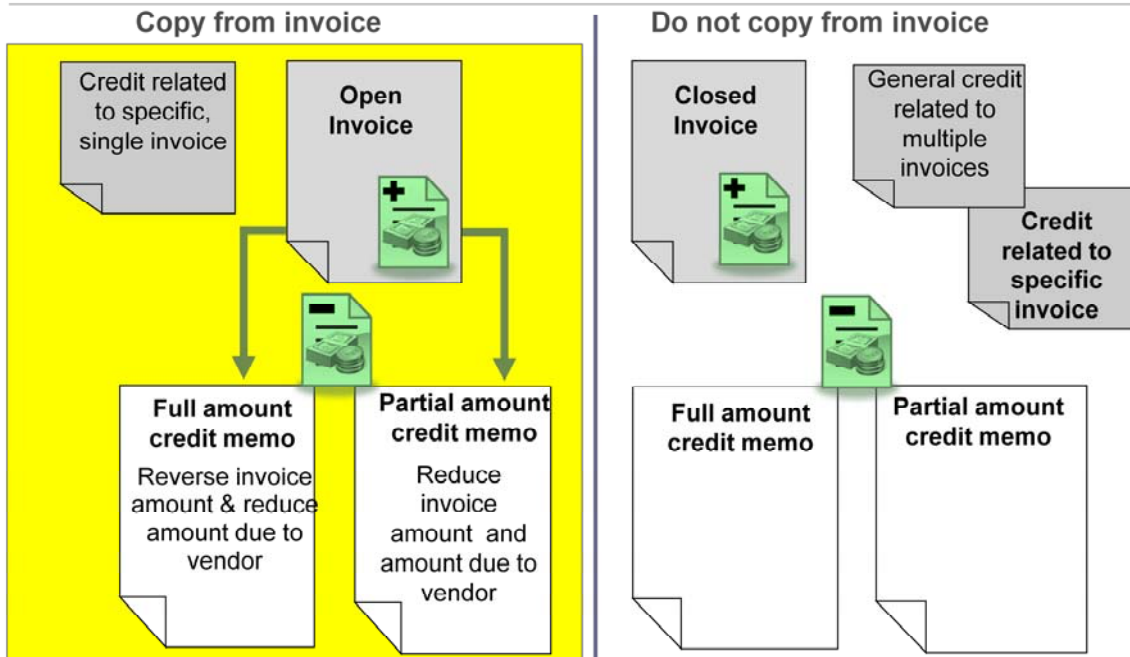 Copy from invoice
Credit related
to specific,
single invoice
Open
Invoice
Full amount
credit memo
Reverse invoice
amount & reduce
amount due to
vendor
Partial amount
credit memo
Reduce
invoice
amount and
amount due to
vendor
Do not copy from invoice
Closed
Invoice
General credit
related to
multiple
invoices
Credit
related to
specific
invoice
Full amount
credit memo
Partial amount
credit memo